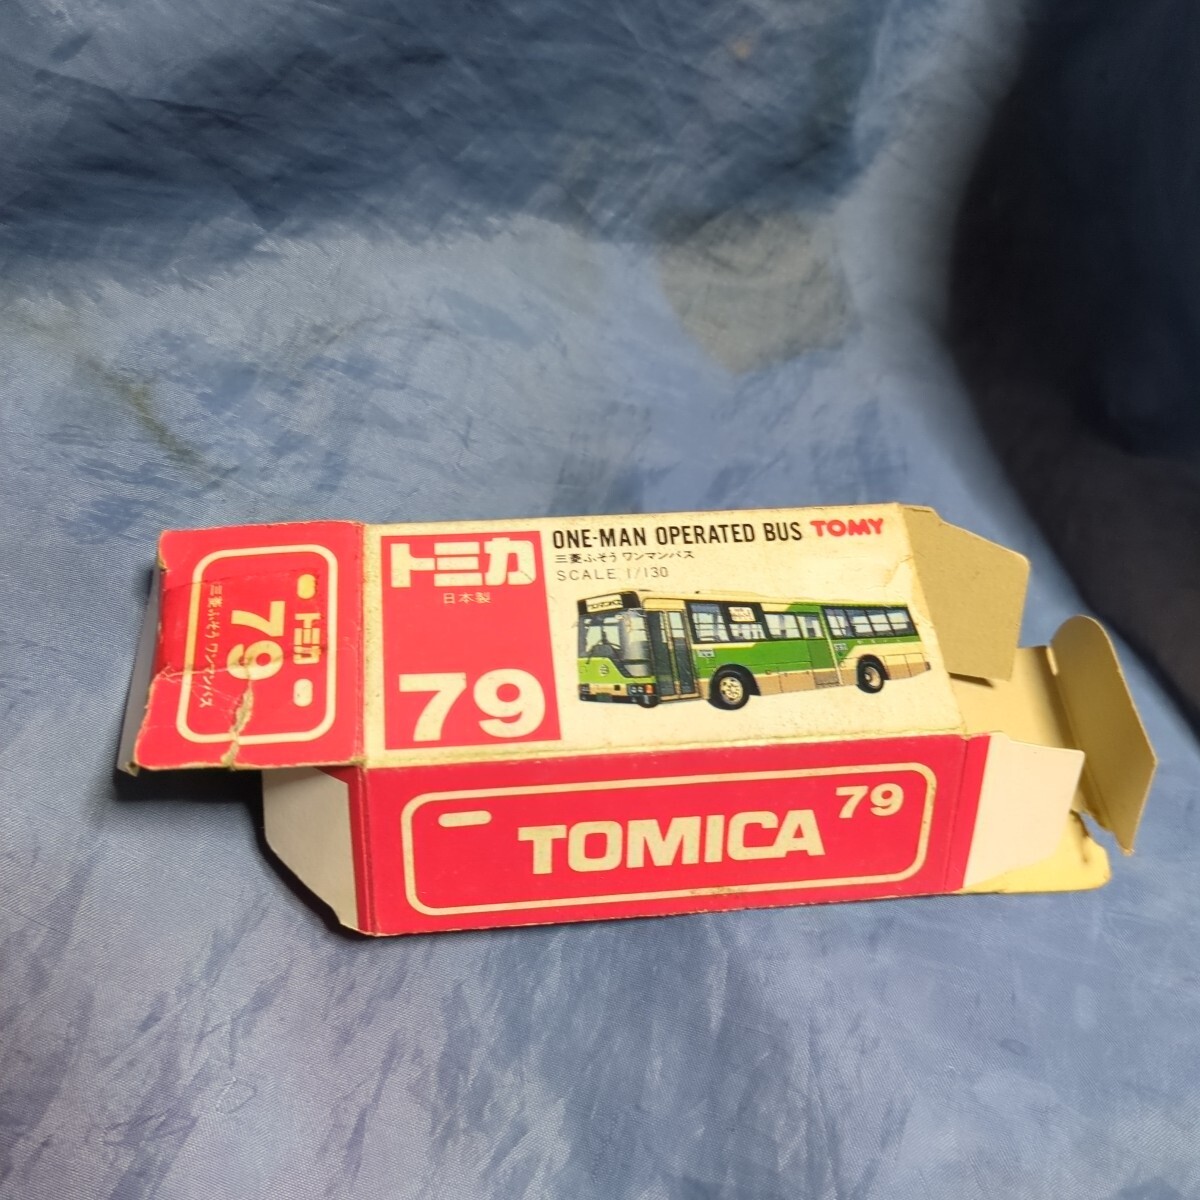 トミカ
日本製
79
ONE-MAN OPERATED BUS TOMY
三菱ふそう ワンマンバス
SCALE 1/130
トミカ
79
三菱ふそう ワンマンバス
TOMICA 79